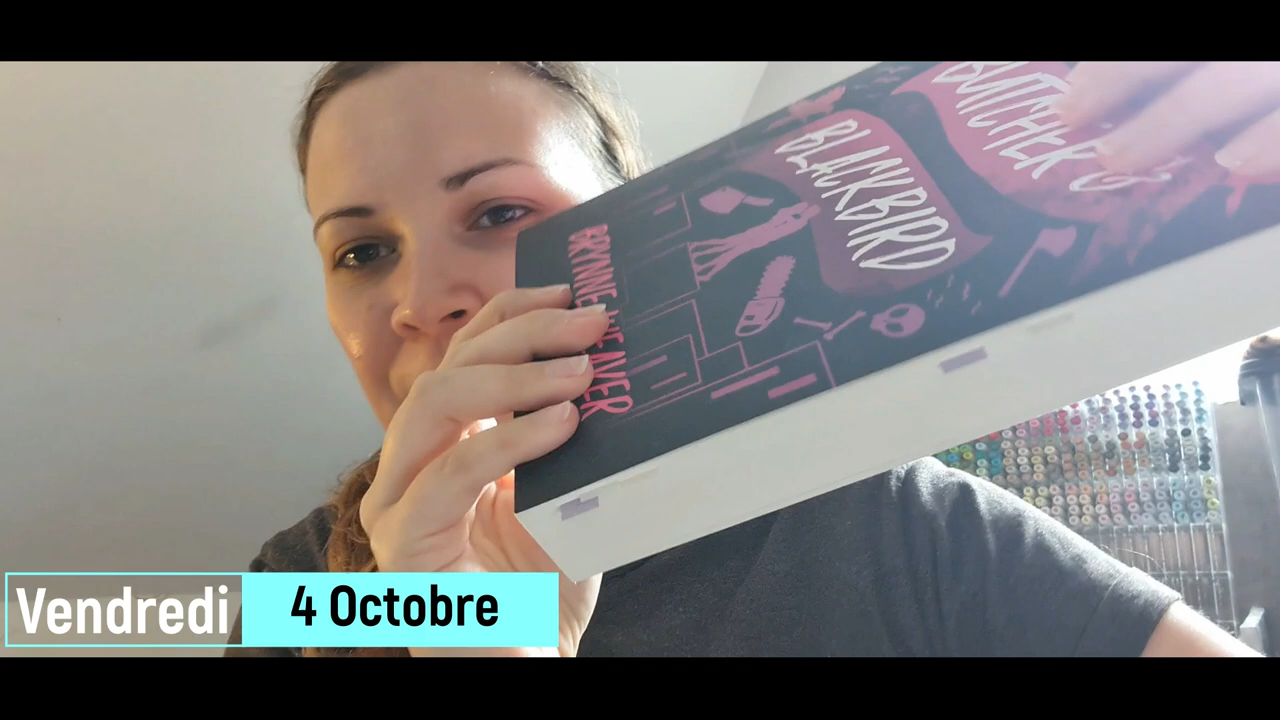 BUTCHER &
BLACKBIRD
BRYNNE WEAVER
Vendredi
4 Octobre